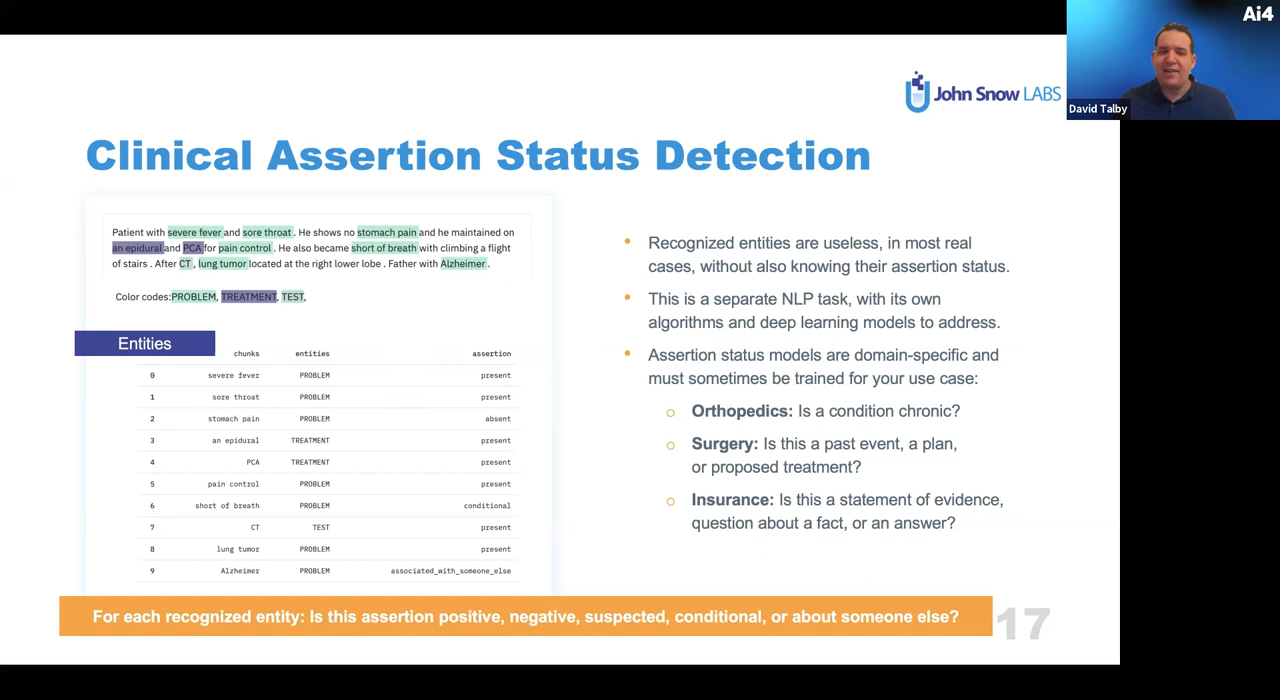 Ai4
David Talby
John Snow LABS
Clinical Assertion Status Detection
Patient with severe fever and sore throat . He shows no stomach pain and he maintained on
an epidural and PCA for pain control . He also became short of breath with climbing a flight
of stairs . After CT , lung tumor located at the right lower lobe . Father with Alzheimer .
Color codes:PROBLEM, TREATMENT, TEST,
Entities
chunks entities assertion
0 severe fever PROBLEM present
1 sore throat PROBLEM present
2 stomach pain PROBLEM absent
3 an epidural TREATMENT present
4 PCA TREATMENT present
5 pain control PROBLEM present
6 short of breath PROBLEM conditional
7 CT TEST present
8 lung tumor PROBLEM present
9 Alzheimer PROBLEM associated_with_someone_else
• Recognized entities are useless, in most real
cases, without also knowing their assertion status.
• This is a separate NLP task, with its own
algorithms and deep learning models to address.
• Assertion status models are domain-specific and
must sometimes be trained for your use case:
o Orthopedics: Is a condition chronic?
o Surgery: Is this a past event, a plan,
or proposed treatment?
o Insurance: Is this a statement of evidence,
question about a fact, or an answer?
For each recognized entity: Is this assertion positive, negative, suspected, conditional, or about someone else?
17